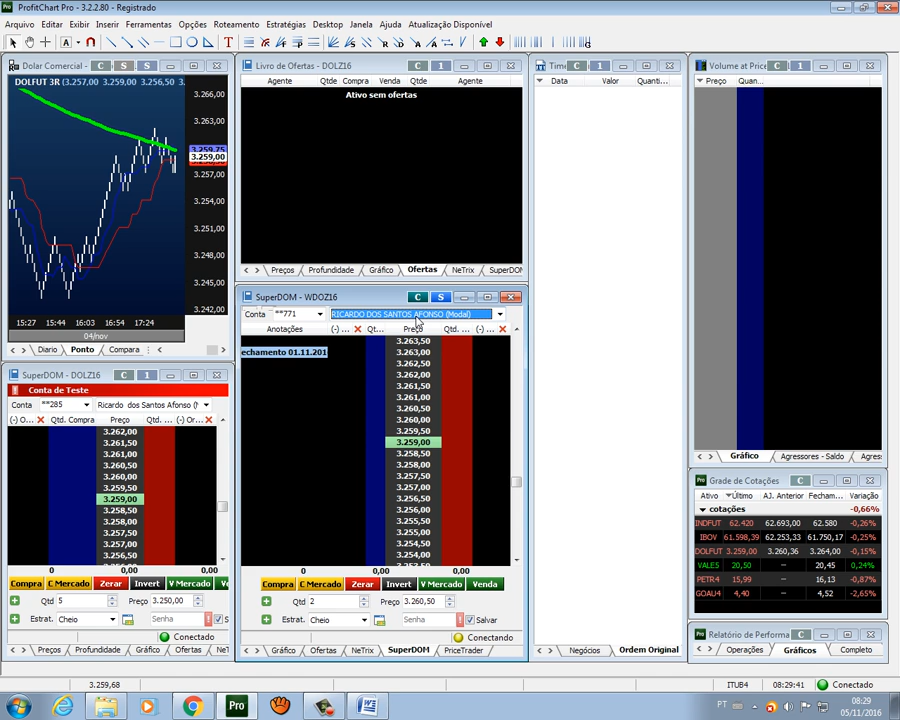 ProfitChart Pro - 3.2.2.80 - Registrado
Arquivo Editar Exibir Inserir Ferramentas Opções Roteamento Estratégias Desktop Janela Ajuda Atualização Disponível
Dolar Comercial - C S S
DOLFUT 3R (3.257,00 3.259,00 3.256,50
3.266,00
3.263,00
3.259,75
3.259,00
3.257,00
3.254,00
3.251,00
3.248,00
3.245,00
3.242,00
15:27 15:54 16:03 16:54 17:24
04/nov
Diario Ponto Compara
SuperDOM - DOLZ16 C 1
Conta de Teste
Conta **285 Ricardo dos Santos Afonso (
(-) O... Qtd. Compra Preço Qtd. ... (-) Or...
3.262,00
3.261,50
3.261,00
3.260,50
3.260,00
3.259,50
3.259,00
3.258,50
3.258,00
3.257,50
3.257,00
3.256,50
0 0,00 0,00
Compra C Mercado Zerar Invert V Mercado
Qtd 5 Preço 3.250,00
Estrat. Cheio Senha
Conectado
Preços Profundidade Gráfico Ofertas
Livro de Ofertas - DOLZ16 C 1
Agente Qtde Compra Venda Qtde Agente
Ativo sem ofertas
Preços Profundidade Gráfico Ofertas NeTrix SuperDOM
SuperDOM - WDOZ16 C S
Conta **771 RICARDO DOS SANTOS AFONSO (Modal)
Anotações (-) ... Qt... Preço Qtd. ... (-) ...
echamento 01.11.201
3.263,50
3.263,00
3.262,50
3.262,00
3.261,50
3.261,00
3.260,50
3.260,00
3.259,50
3.259,00
3.258,50
3.258,00
3.257,50
3.257,00
3.256,50
3.256,00
3.255,50
3.255,00
3.254,50
3.254,00
0 0,00 0,00
Compra C Mercado Zerar Invert V Mercado Venda
Qtd 2 Preço 3.260,50
Estrat. Cheio Senha Salvar
Conectando
Gráfico Ofertas NeTrix SuperDOM PriceTrader
Time C 1
Data Valor Quanti...
Negócios Ordem Original
Volume at Price C 1
Preço Quan...
Gráfico Agressores - Saldo Agress
Grade de Cotações C
Ativo Último AJ. Anterior Fecham... Variação
cotações -0,66%
INDFUT 62.420 62.693,00 62.580 -0,26%
IBOV 61.598,39 62.253,33 61.750,17 -0,25%
DOLFUT 3.259,00 3.260,36 3.264,00 -0,15%
VALE5 20,50 — 20,45 0,24%
PETR4 15,99 — 16,13 -0,87%
GOAU4 4,40 — 4,52 -2,65%
Relatório de Performa C
Operações Gráficos Completo
3.259,68 ITUB4 08:29:41 Conectado
PT 08:29
05/11/2016